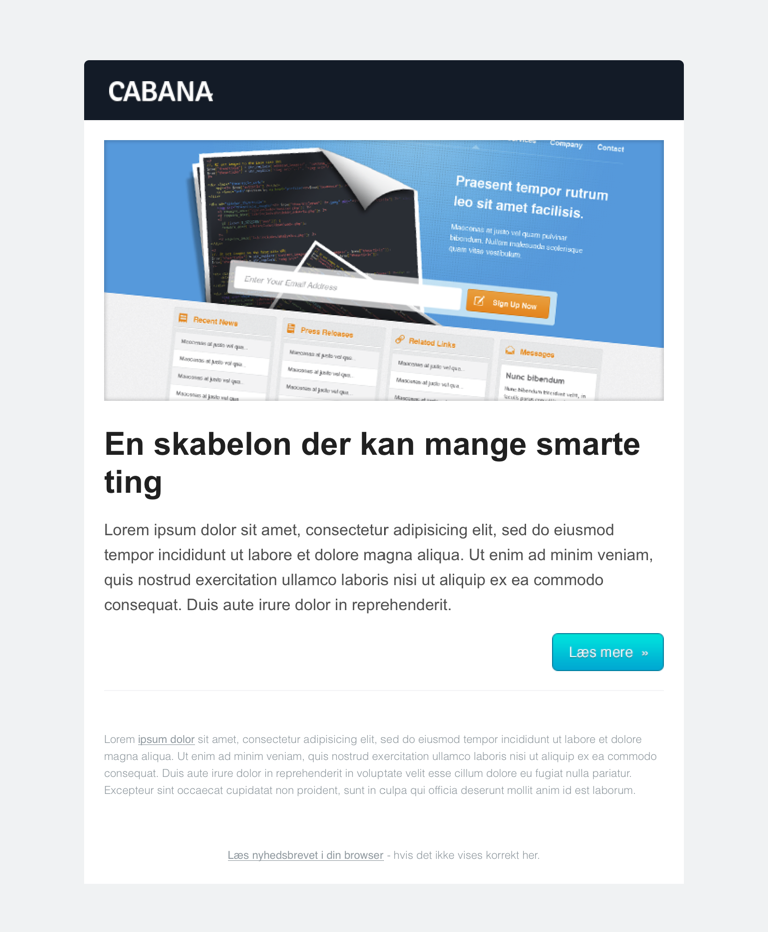 CABANA
Company
Contact
Praesent tempor rutrum
leo sit amet facilisis.
Maecenas at justo vel quam pulvinar
bibendum. Nullam malesuada scelerisque
quam vitae vestibulum
Enter Your Email Address
Sign Up Now
Recent News
Press Releases
Related Links
Messages
Maecenas at justo vel qua..
Maecenas at justo vel qua..
Maecenas at justo vel qua..
Nunc bibendum
Maecenas at justo vel qua..
Maecenas at justo vel qua..
Maecenas at justo vel qua..
Maecenas at justo vel qua..
Maecenas at justo vel qua..
Maecenas at justo vel qua..
En skabelon der kan mange smarte
ting
Lorem ipsum dolor sit amet, consectetur adipisicing elit, sed do eiusmod
tempor incididunt ut labore et dolore magna aliqua. Ut enim ad minim veniam,
quis nostrud exercitation ullamco laboris nisi ut aliquip ex ea commodo
consequat. Duis aute irure dolor in reprehenderit.
Læs mere »
Lorem ipsum dolor sit amet, consectetur adipisicing elit, sed do eiusmod tempor incididunt ut labore et dolore
magna aliqua. Ut enim ad minim veniam, quis nostrud exercitation ullamco laboris nisi ut aliquip ex ea commodo
consequat. Duis aute irure dolor in reprehenderit in voluptate velit esse cillum dolore eu fugiat nulla pariatur.
Excepteur sint occaecat cupidatat non proident, sunt in culpa qui officia deserunt mollit anim id est laborum.
Læs nyhedsbrevet i din browser - hvis det ikke vises korrekt her.